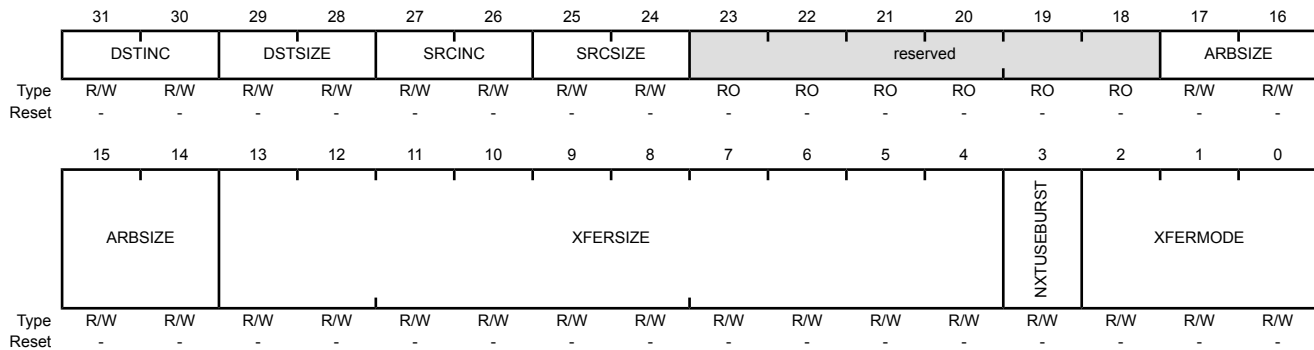 31 30 29 28 27 26 25 24 23 22 21 20 19 18 17 16
DSTINC DSTSIZE SRCINC SRCSIZE reserved ARBSIZE
Type R/W R/W R/W R/W R/W R/W R/W R/W RO RO RO RO RO RO R/W R/W
Reset - - - - - - - - - - - - - - - -
15 14 13 12 11 10 9 8 7 6 5 4 3 2 1 0
ARBSIZE XFERSIZE NXTUSEBURST XFERMODE
Type R/W R/W R/W R/W R/W R/W R/W R/W R/W R/W R/W R/W R/W R/W R/W R/W
Reset - - - - - - - - - - - - - - - -